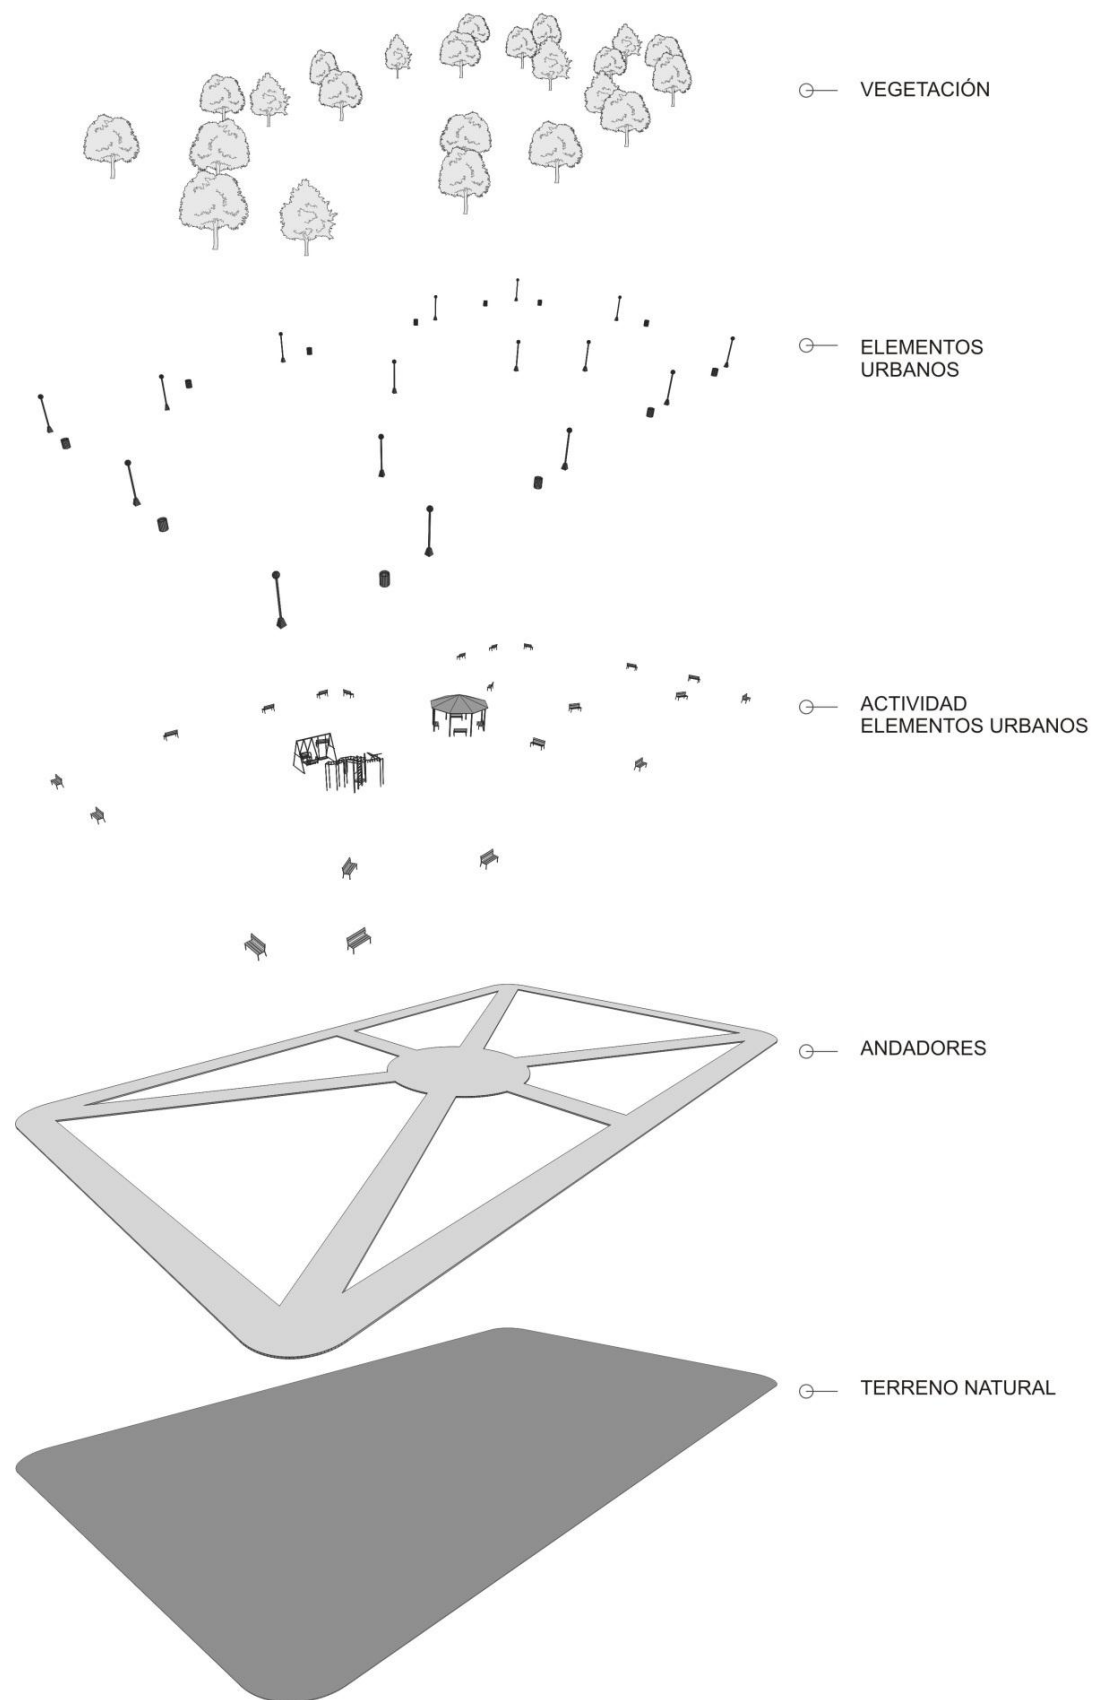 VEGETACIÓN
ELEMENTOS
URBANOS
ACTIVIDAD
ELEMENTOS URBANOS
ANDADORES
TERRENO NATURAL